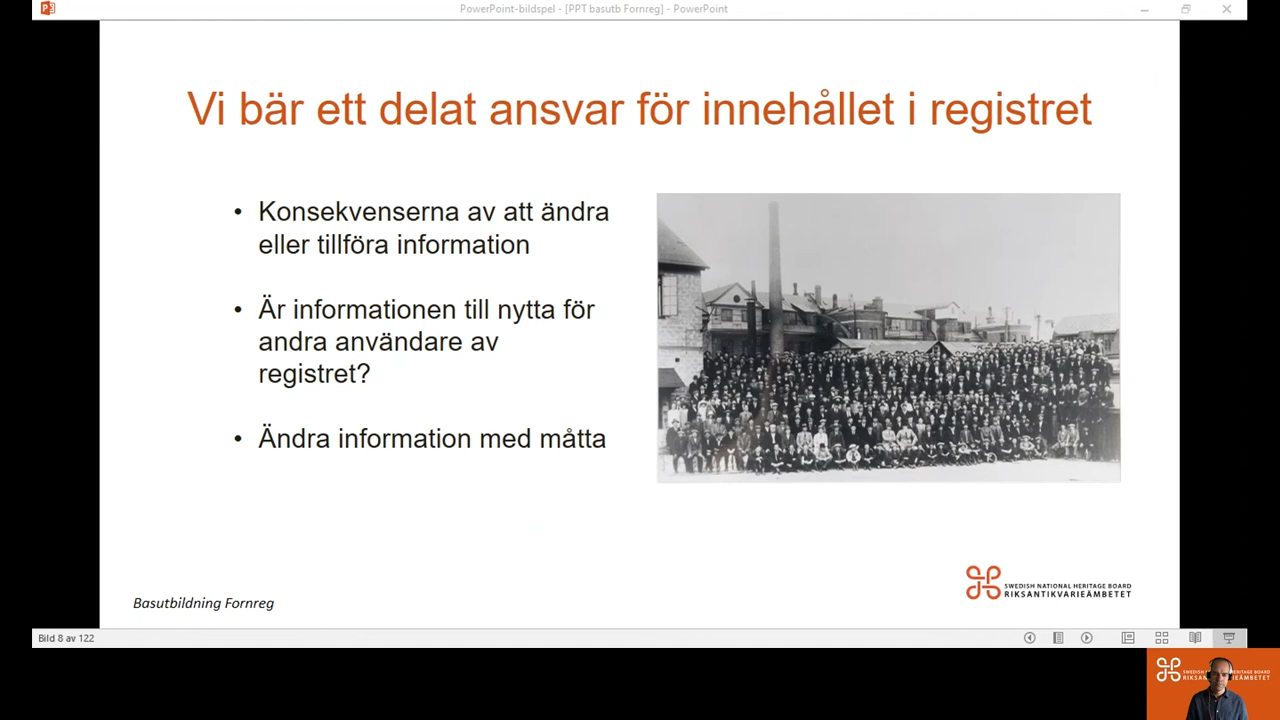 PowerPoint-bildspel - [PPT basutb Fornreg] - PowerPoint
Vi bär ett delat ansvar för innehållet i registret
• Konsekvenserna av att ändra
eller tillföra information
• Är informationen till nytta för
andra användare av
registret?
• Ändra information med måtta
SWEDISH NATIONAL HERITAGE BOARD
RIKSANTIKVARIEÄMBETET
Basutbildning Fornreg
Bild 8 av 122